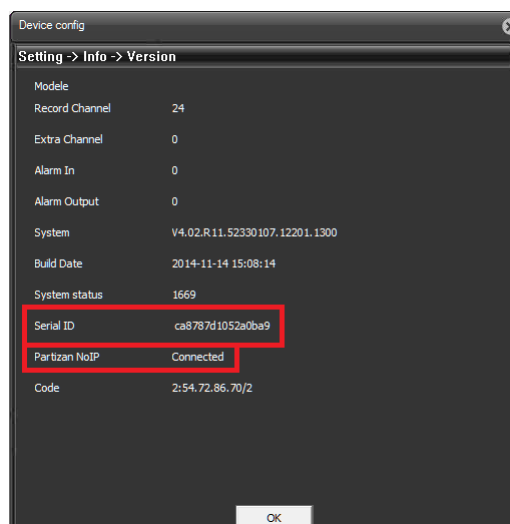 Device config
Setting -> Info -> Version
Modele
Record Channel 24
Extra Channel 0
Alarm In 0
Alarm Output 0
System V4.02.R11.52330107.12201.1300
Build Date 2014-11-14 15:08:14
System status 1669
Serial ID ca8787d1052a0ba9
Partizan NoIP Connected
Code 2:54.72.86.70/2
OK